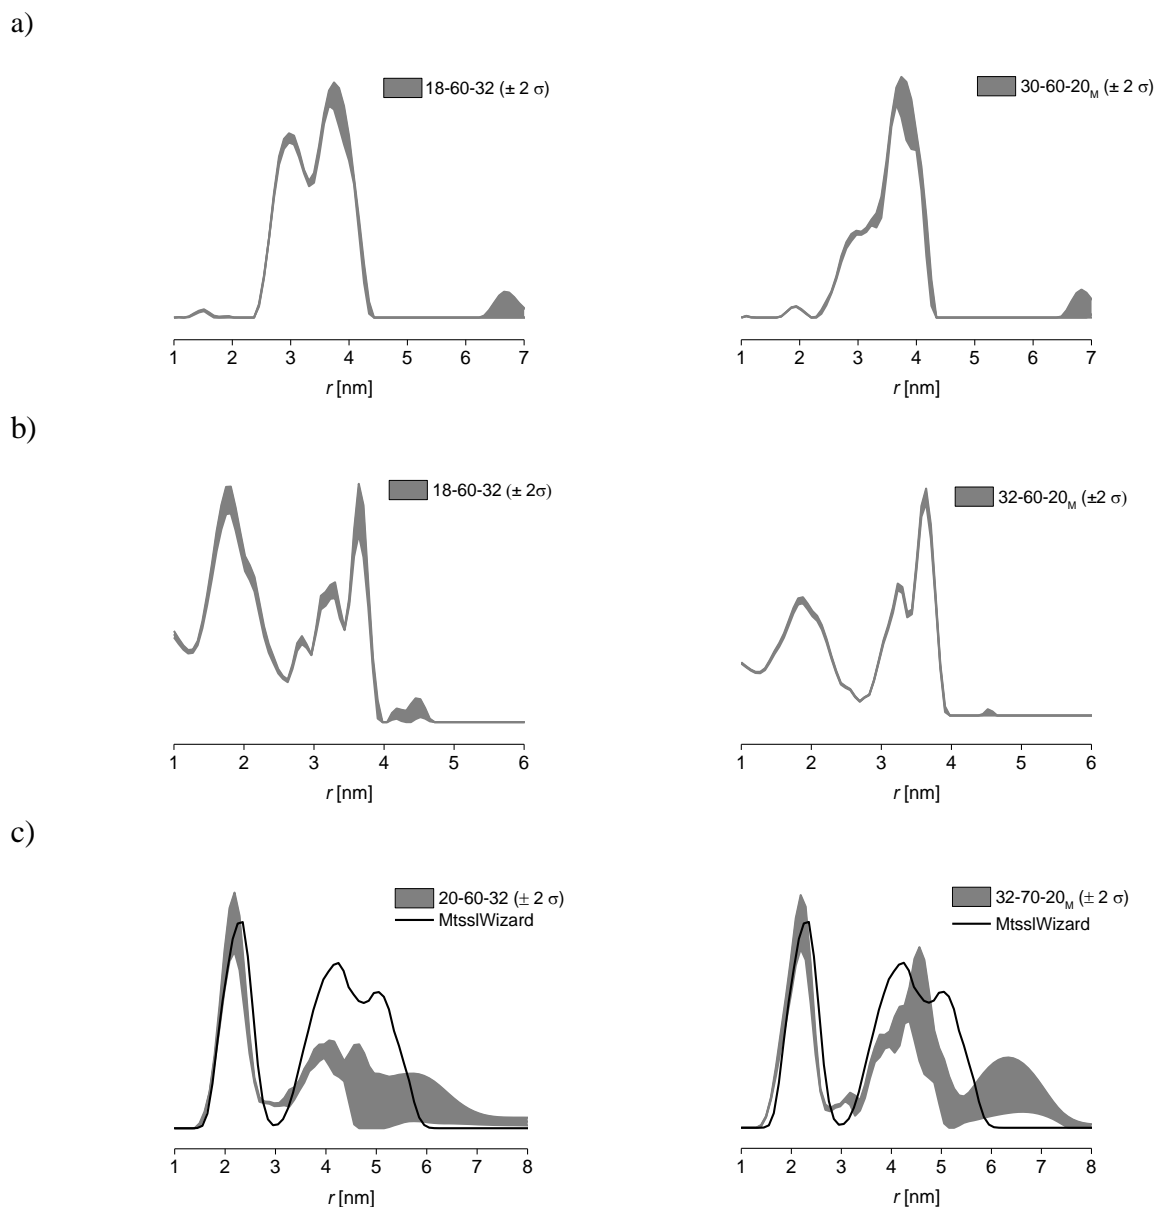 a)
18-60-32 (± 2 σ)
30-60-20M (± 2 σ)
1 2 3 4 5 6 7
r [nm]
1 2 3 4 5 6 7
r [nm]
b)
18-60-32 (± 2σ)
32-60-20M (±2 σ)
1 2 3 4 5 6
r [nm]
1 2 3 4 5 6
r [nm]
c)
20-60-32 (± 2 σ)
MtsslWizard
32-70-20M (± 2 σ)
MtsslWizard
1 2 3 4 5 6 7 8
r [nm]
1 2 3 4 5 6 7 8
r [nm]